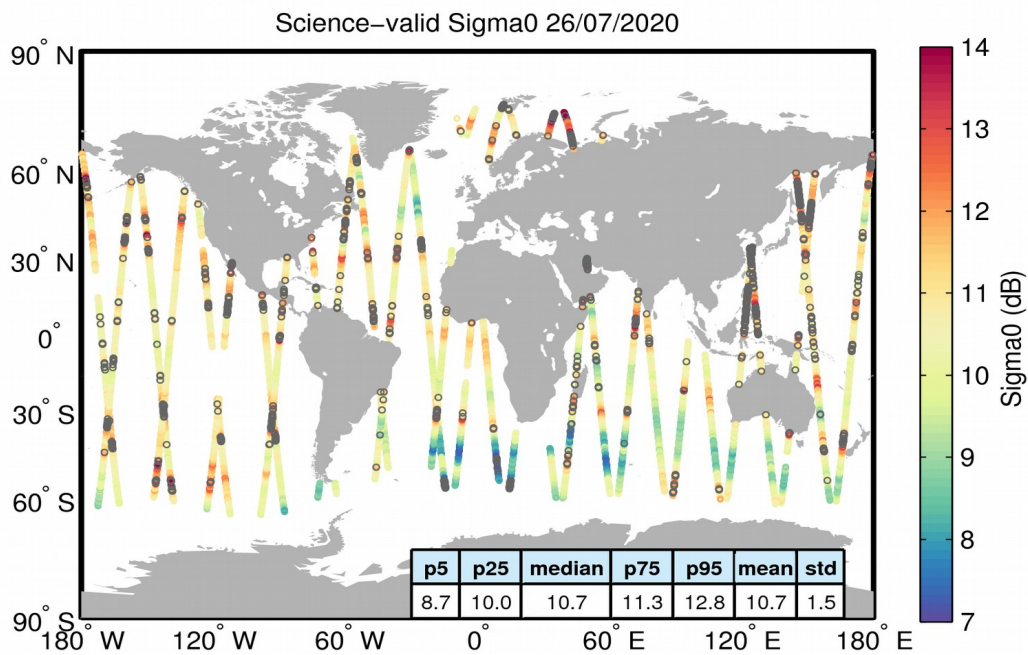 Science−valid Sigma0 26/07/2020
90° N
60° N
30° N
0°
30° S
60° S
90° S
180° W
120° W
60° W
0°
60° E
120° E
180° E
14
13
12
11
10
9
8
7
Sigma0 (dB)
p5 p25 median p75 p95 mean std
8.7 10.0 10.7 11.3 12.8 10.7 1.5